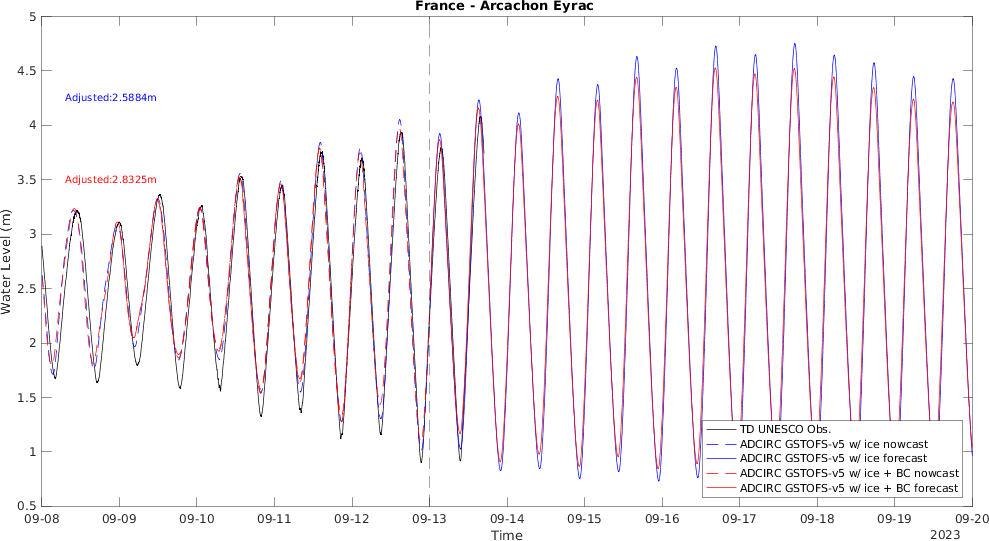 France - Arcachon Eyrac
5
4.5
4
3.5
3
2.5
2
1.5
1
0.5
Water Level (m)
Adjusted:2.5884m
Adjusted:2.8325m
TD UNESCO Obs.
ADCIRC GSTOFS-v5 w/ ice nowcast
ADCIRC GSTOFS-v5 w/ ice forecast
ADCIRC GSTOFS-v5 w/ ice + BC nowcast
ADCIRC GSTOFS-v5 w/ ice + BC forecast
09-08 09-09 09-10 09-11 09-12 09-13 09-14 09-15 09-16 09-17 09-18 09-19 09-20
Time
2023